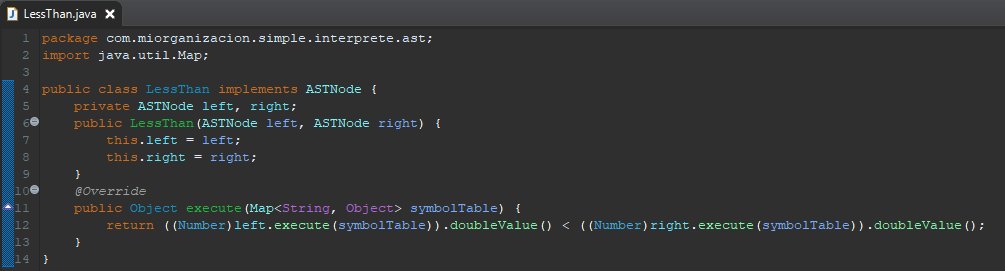 LessThan.java
1 package com.miorganizacion.simple.interprete.ast;
2 import java.util.Map;
3
4 public class LessThan implements ASTNode {
5     private ASTNode left, right;
6     public LessThan(ASTNode left, ASTNode right) {
7         this.left = left;
8         this.right = right;
9     }
10     @Override
11     public Object execute(Map<String, Object> symbolTable) {
12         return ((Number)left.execute(symbolTable)).doubleValue() < ((Number)right.execute(symbolTable)).doubleValue();
13     }
14 }